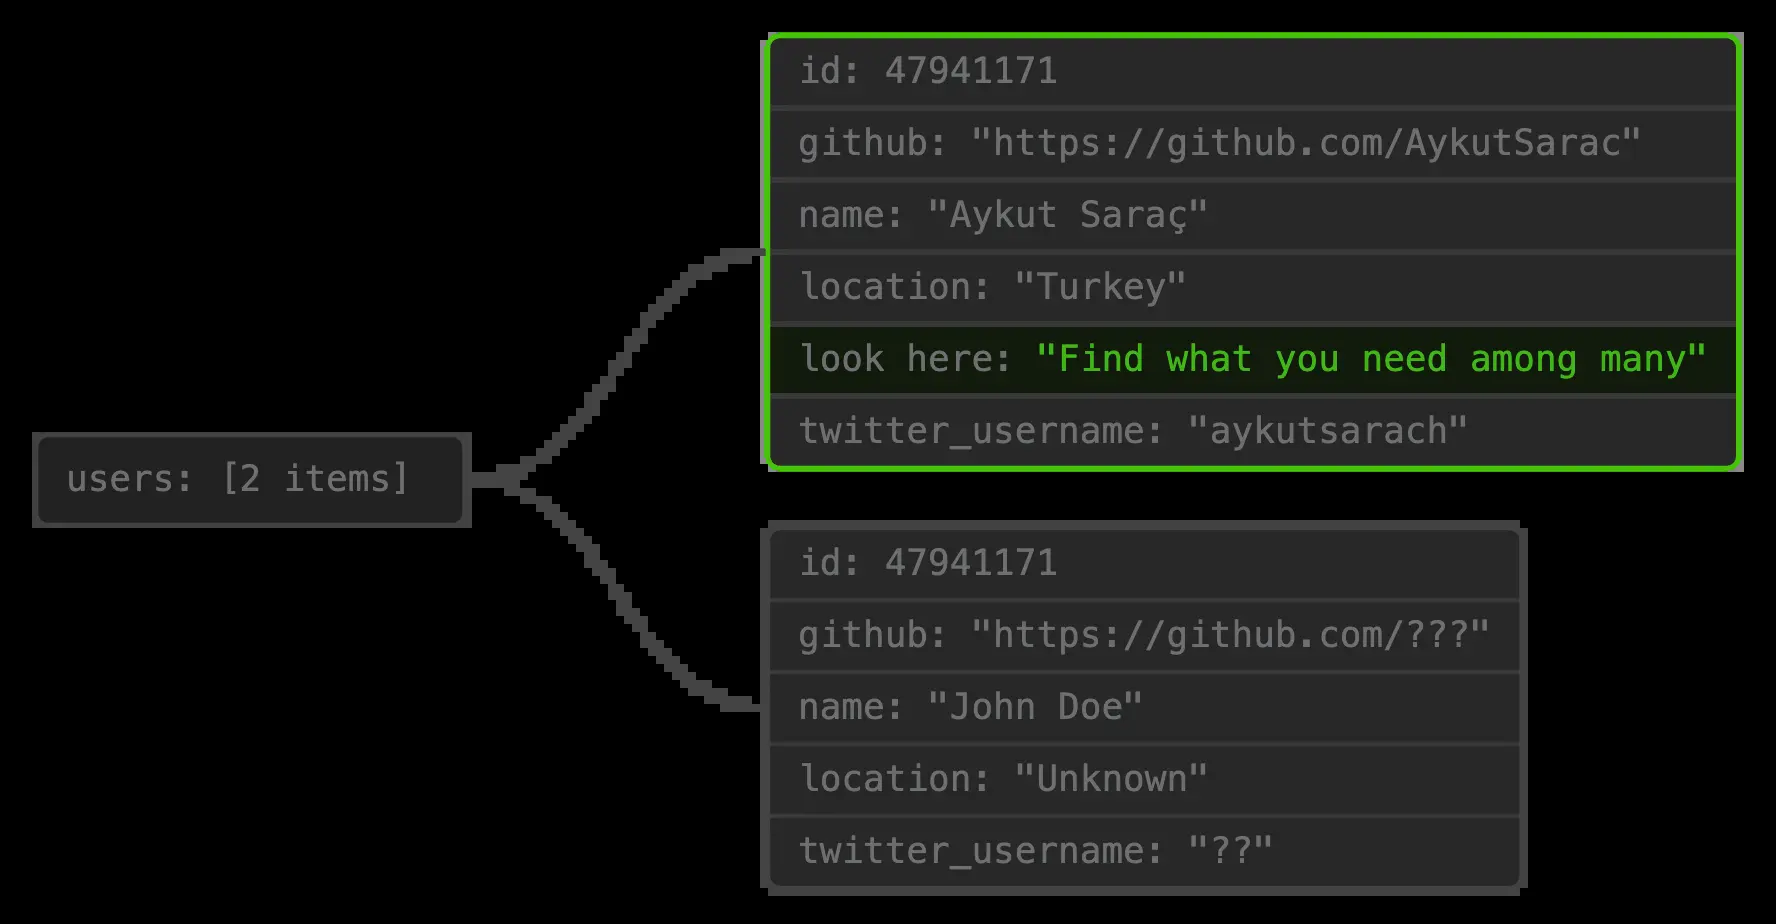 users: [2 items]
id: 47941171
github: "https://github.com/AykutSarac"
name: "Aykut Saraç"
location: "Turkey"
look here: "Find what you need among many"
twitter_username: "aykutsarach"
id: 47941171
github: "https://github.com/???"
name: "John Doe"
location: "Unknown"
twitter_username: "??"